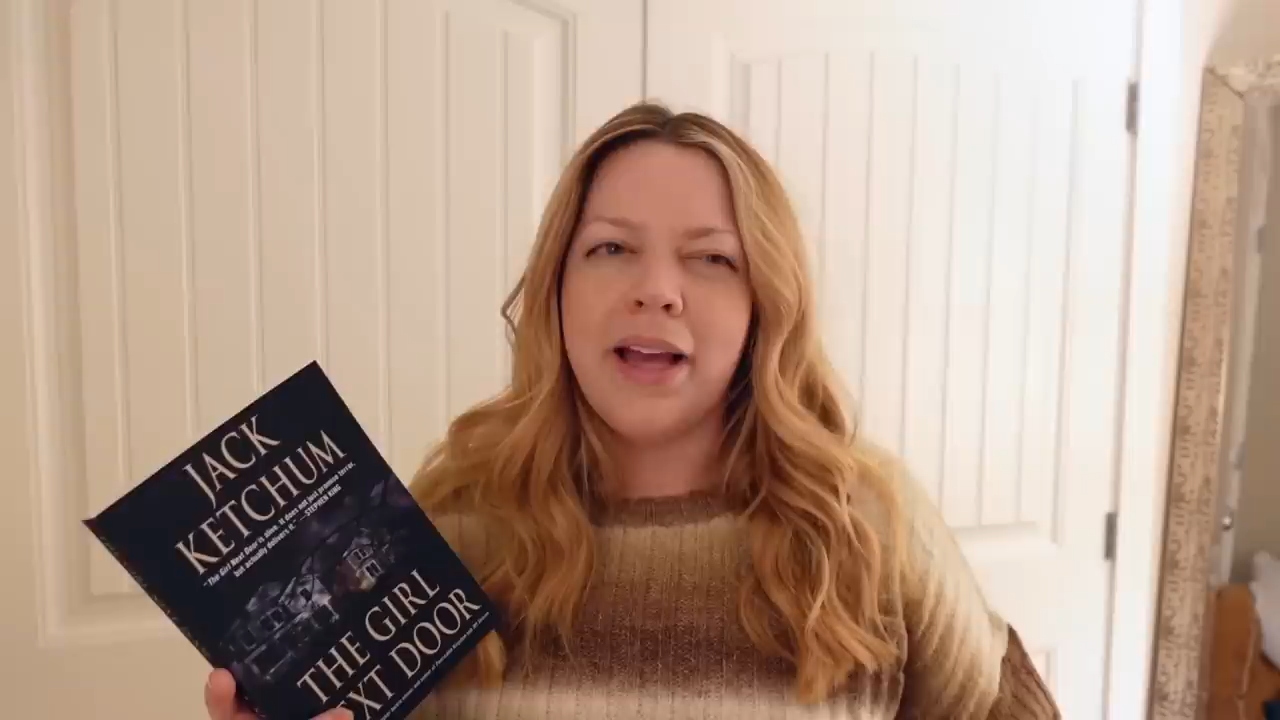 JACK
KETCHUM
"The Girl Next Door is alive. It does not just promise terror,
but actually delivers it." —STEPHEN KING
THE GIRL
XT DOOR